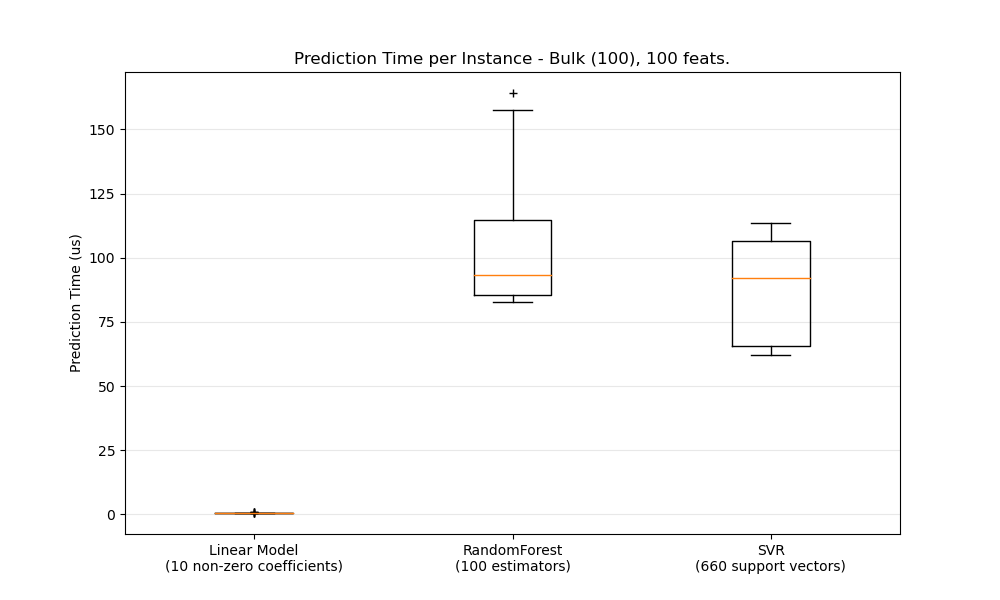 Prediction Time per Instance - Bulk (100), 100 feats.
Prediction Time (us)
150
125
100
75
50
25
0
Linear Model
(10 non-zero coefficients)
RandomForest
(100 estimators)
SVR
(660 support vectors)